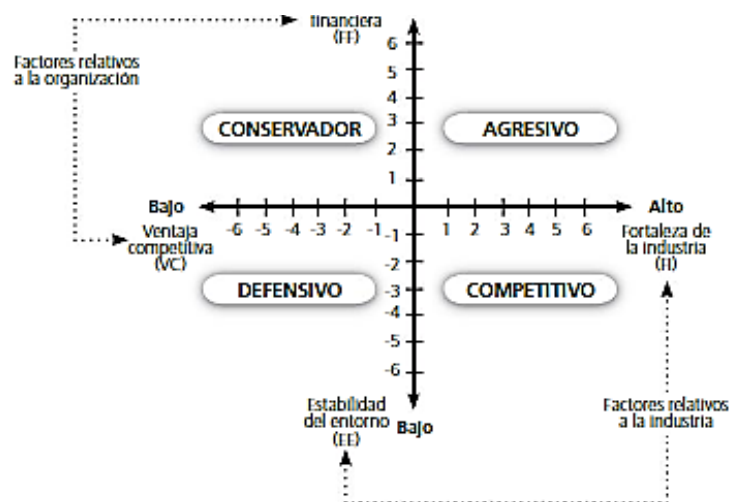 financiera
(FF)
Factores relativos
a la organización
6
5
4
3
2
1
CONSERVADOR
AGRESIVO
Bajo
Alto
-6 -5 -4 -3 -2 -1
1 2 3 4 5 6
Ventaja
competitiva
(VC)
Fortaleza de
la industria
(FI)
-1
-2
-3
-4
-5
-6
DEFENSIVO
COMPETITIVO
Estabilidad
del entorno
(EE)
Bajo
Factores relativos
a la industria